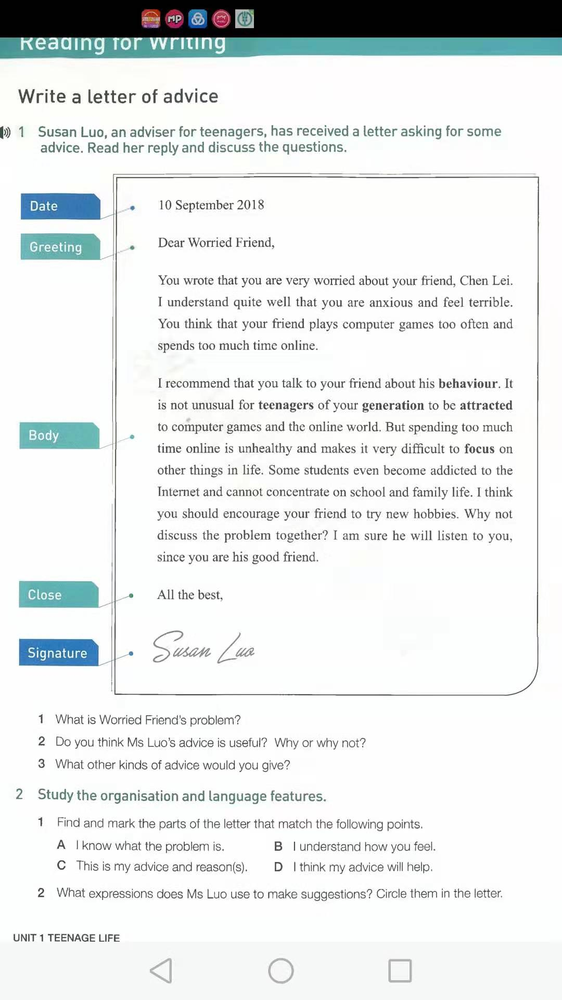 Reading for Writing
Write a letter of advice
1 Susan Luo, an adviser for teenagers, has received a letter asking for some
advice. Read her reply and discuss the questions.
Date
10 September 2018
Greeting
Dear Worried Friend,
You wrote that you are very worried about your friend, Chen Lei.
I understand quite well that you are anxious and feel terrible.
You think that your friend plays computer games too often and
spends too much time online.
I recommend that you talk to your friend about his behaviour. It
is not unusual for teenagers of your generation to be attracted
Body
to computer games and the online world. But spending too much
time online is unhealthy and makes it very difficult to focus on
other things in life. Some students even become addicted to the
Internet and cannot concentrate on school and family life. I think
you should encourage your friend to try new hobbies. Why not
discuss the problem together? I am sure he will listen to you,
since you are his good friend.
Close
All the best,
Signature
Susan Luo
1 What is Worried Friend's problem?
2 Do you think Ms Luo's advice is useful? Why or why not?
3 What other kinds of advice would you give?
2 Study the organisation and language features.
1 Find and mark the parts of the letter that match the following points.
A I know what the problem is. B I understand how you feel.
C This is my advice and reason(s). D I think my advice will help.
2 What expressions does Ms Luo use to make suggestions? Circle them in the letter.
UNIT 1 TEENAGE LIFE